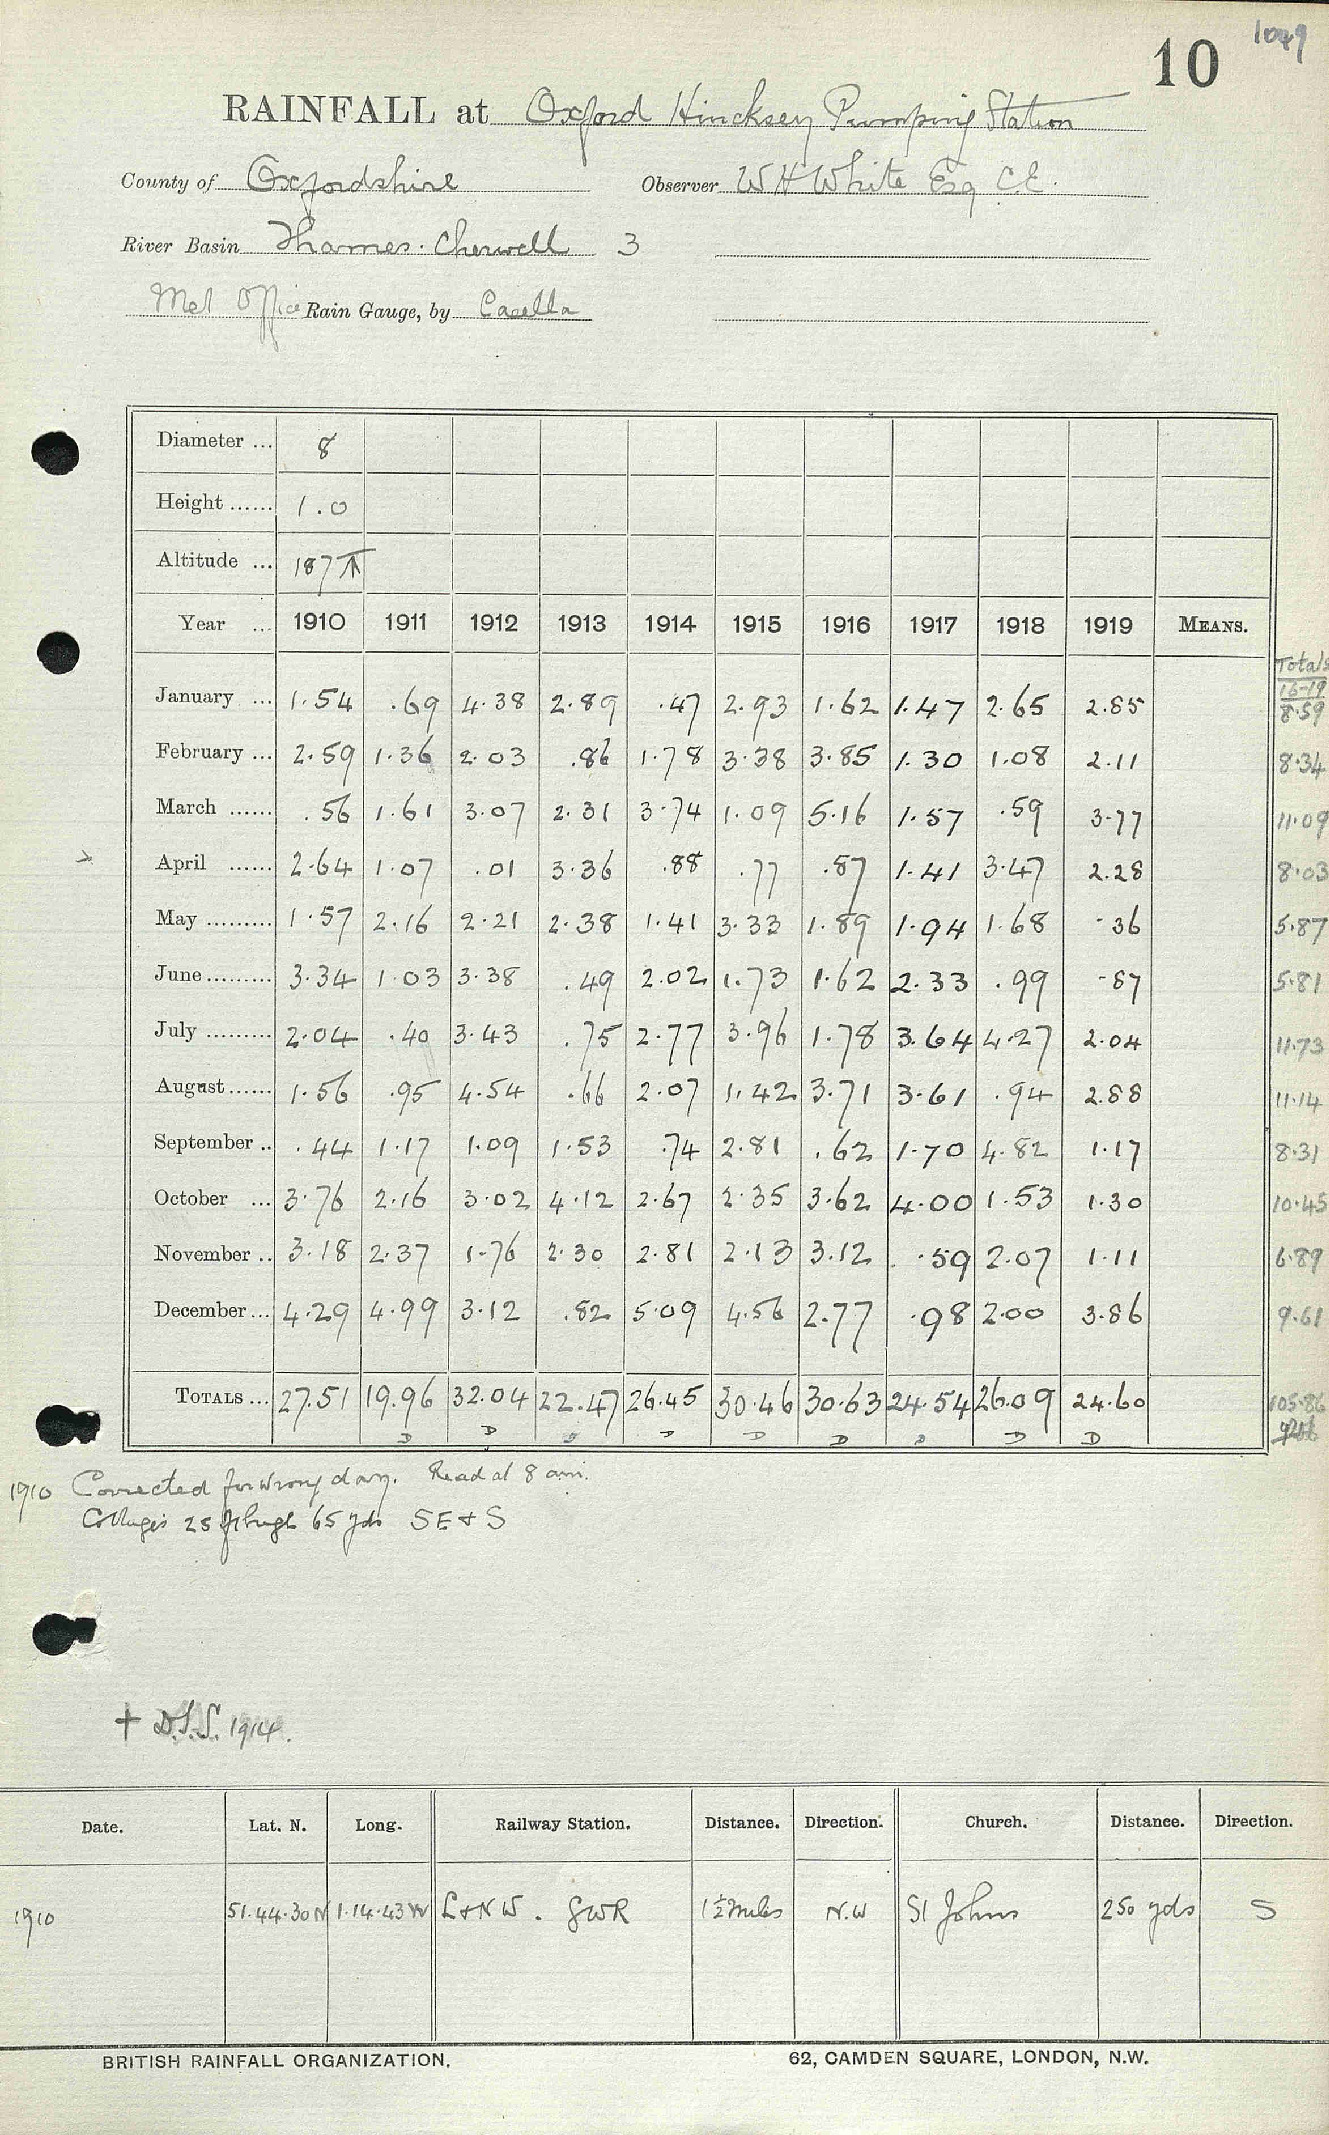 1049
10
RAINFALL at Oxford Hincksey Pumping Station
County of Oxfordshire Observer W H White Esq C.E.
River Basin Thames. Cherwell 3
Met Office Rain Gauge, by Casella
Diameter ... 8
Height ...... 1.0
Altitude ... 187
Year ... 1910 1911 1912 1913 1914 1915 1916 1917 1918 1919 MEANS.
Totals
16-19
January ... 1.54 .69 4.38 2.89 .47 2.93 1.62 1.47 2.65 2.85 8.59
February ... 2.59 1.36 2.03 .86 1.78 3.38 3.85 1.30 1.08 2.11 8.34
March ...... .56 1.61 3.07 2.31 3.74 1.09 5.16 1.57 .59 3.77 11.09
April ...... 2.64 1.07 .01 3.36 .88 .77 .87 1.41 3.47 2.28 8.03
May ......... 1.57 2.16 2.21 2.38 1.41 3.33 1.89 1.94 1.68 .36 5.87
June ......... 3.34 1.03 3.38 .49 2.02 1.73 1.62 2.33 .99 .87 5.81
July ......... 2.04 .40 3.43 .75 2.77 3.96 1.78 3.64 4.27 2.04 11.73
August...... 1.56 .95 4.54 .66 2.07 1.42 3.71 3.61 .94 2.88 11.14
September .. .44 1.17 1.09 1.53 .74 2.81 .62 1.70 4.82 1.17 8.31
October ... 3.76 2.16 3.02 4.12 2.67 2.35 3.62 4.00 1.53 1.30 10.45
November .. 3.18 2.37 1.76 2.30 2.81 2.13 3.12 .59 2.07 1.11 6.89
December ... 4.29 4.99 3.12 .82 5.09 4.56 2.77 .98 2.00 3.86 9.61
TOTALS ... 27.51 19.96 32.04 22.47 26.45 30.46 30.63 24.54 26.09 24.60 105.86
D D D D D D D D D
1910 Corrected for wrong day. Read at 8 am.
Cottages 25 ft high 65 yds SE & S
† D.S.S. 1914.
Date. Lat. N. Long. Railway Station. Distance. Direction. Church. Distance. Direction.
1910 51.44.30 N 1.14.43 W L & N W. GWR 1½ miles N.W St Johns 250 yds S
BRITISH RAINFALL ORGANIZATION. 62, CAMDEN SQUARE, LONDON, N.W.